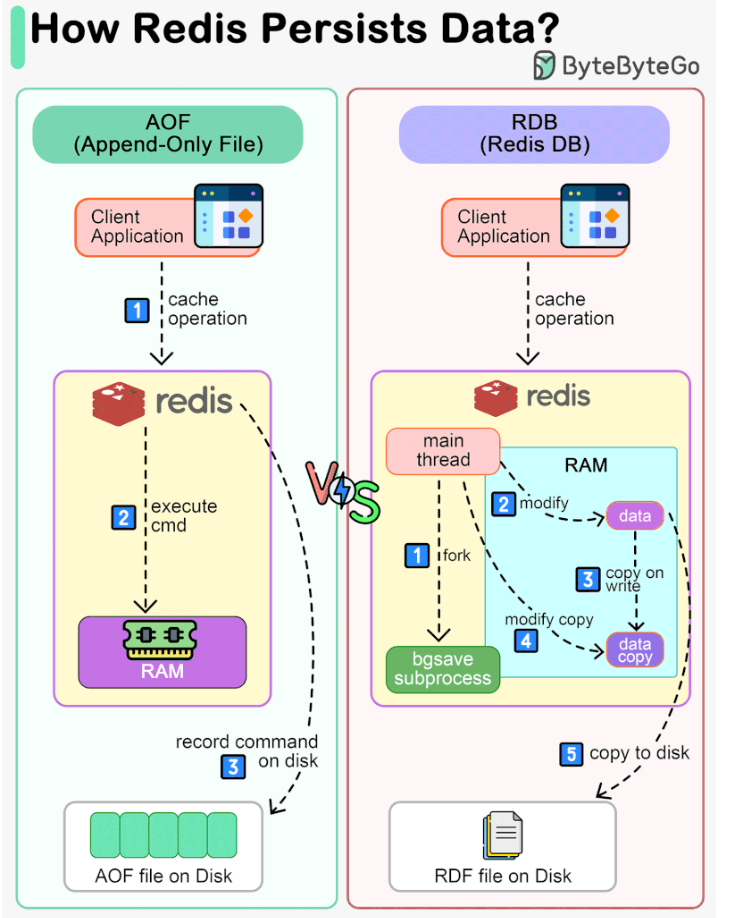 How Redis Persists Data?
ByteByteGo
AOF
(Append-Only File)
Client
Application
1
cache
operation
redis
2
execute
cmd
RAM
record command
3
on disk
AOF file on Disk
VS
RDB
(Redis DB)
Client
Application
cache
operation
redis
main
thread
RAM
2
modify
data
1
fork
3
copy on
write
modify copy
4
data
copy
bgsave
subprocess
5
copy to disk
RDF file on Disk